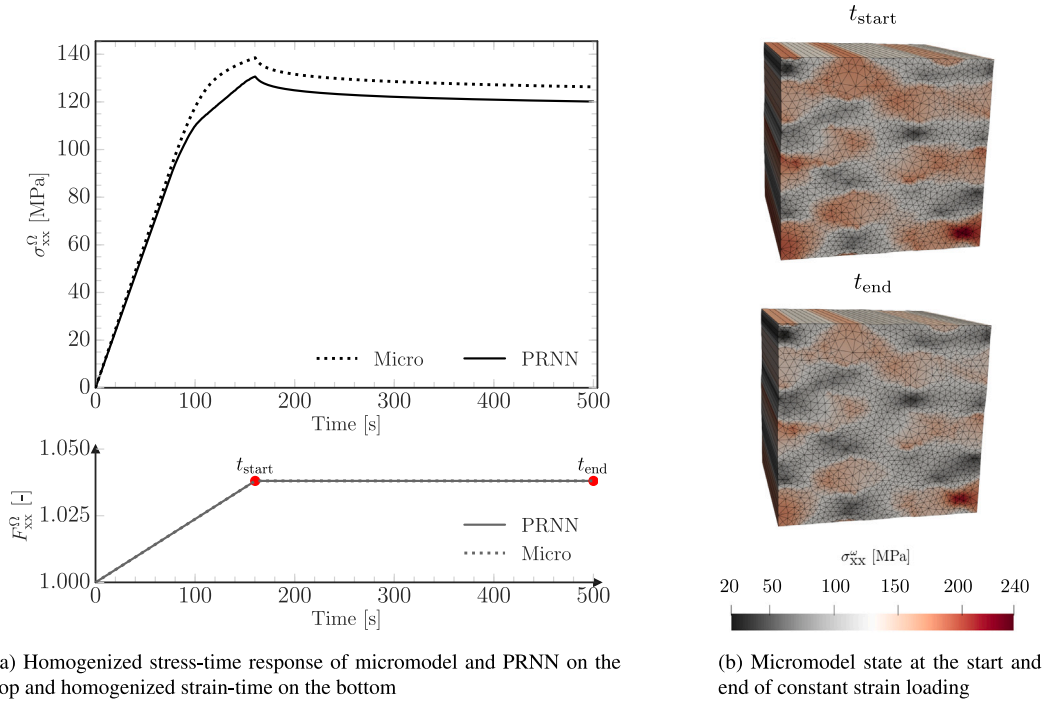 140
120
100
80
60
40
20
0
σ^Ω_xx [MPa]
Micro
PRNN
0 100 200 300 400 500
Time [s]
1.050
1.025
1.000
F^Ω_xx [-]
t_start
t_end
PRNN
Micro
0 100 200 300 400 500
Time [s]
a) Homogenized stress-time response of micromodel and PRNN on the
op and homogenized strain-time on the bottom
t_start
t_end
σ^ω_xx [MPa]
20 50 100 150 200 240
(b) Micromodel state at the start and
end of constant strain loading